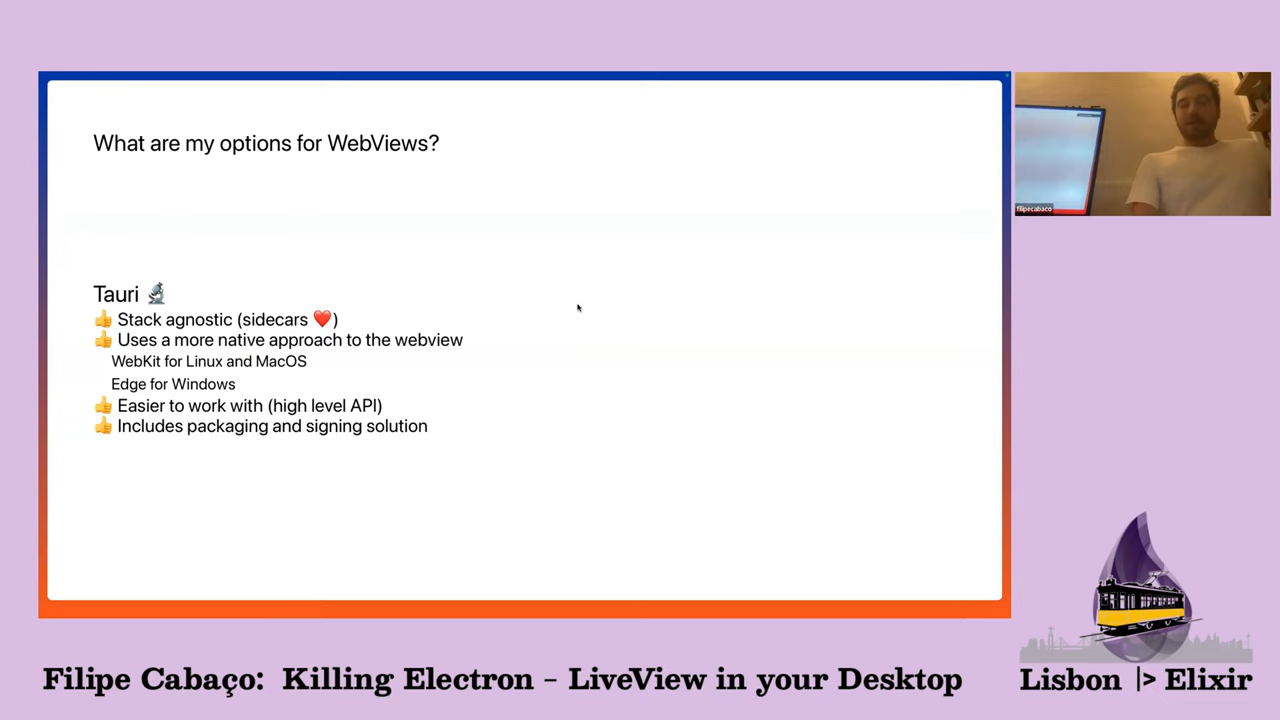 What are my options for WebViews?
Tauri 🔬
👍 Stack agnostic (sidecars ❤️)
👍 Uses a more native approach to the webview
WebKit for Linux and MacOS
Edge for Windows
👍 Easier to work with (high level API)
👍 Includes packaging and signing solution
filipecabaco
Filipe Cabaço: Killing Electron - LiveView in your Desktop
Lisbon |> Elixir